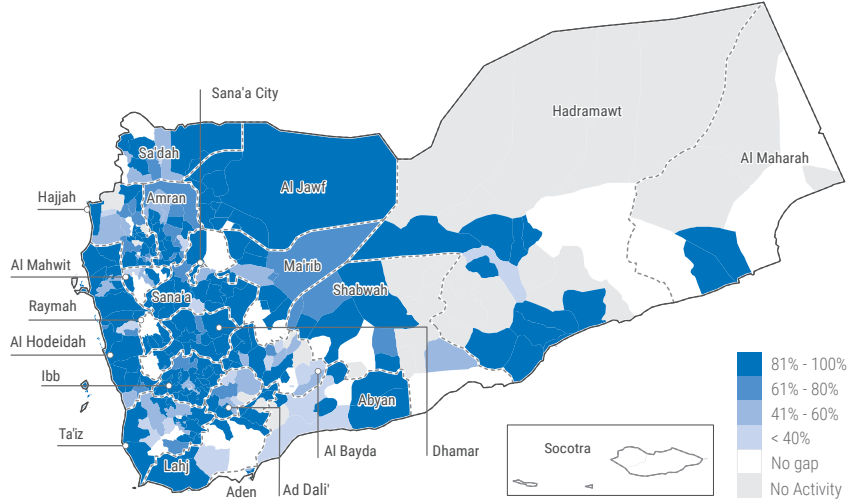 Sana'a City
Hadramawt
Sa'dah
Al Maharah
Al Jawf
Hajjah
Amran
Al Mahwit
Ma'rib
Shabwah
Sana'a
Raymah
Al Hodeidah
Ibb
Abyan
Ta'iz
Al Bayda
Dhamar
Lahj
Aden
Ad Dali'
Socotra
81% - 100%
61% - 80%
41% - 60%
< 40%
No gap
No Activity